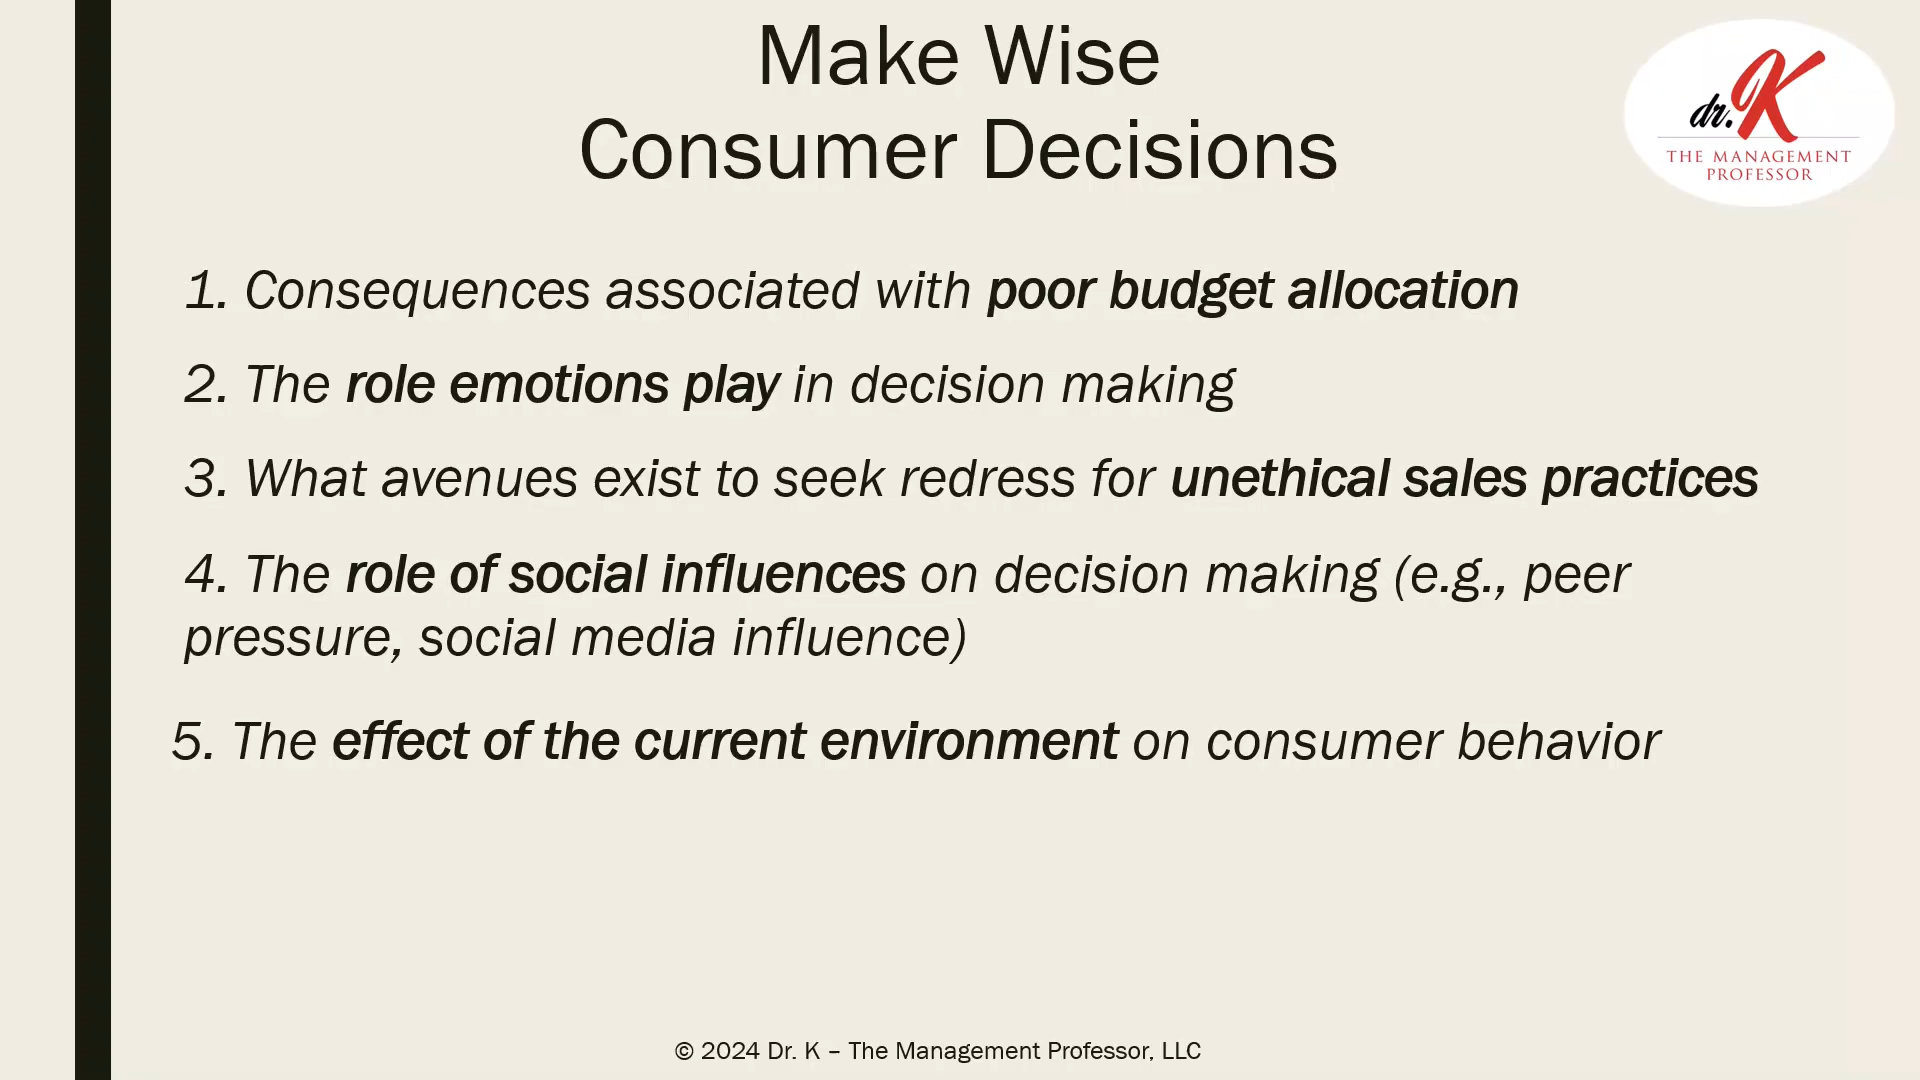 Make Wise
Consumer Decisions
dr.K
THE MANAGEMENT
PROFESSOR
1. Consequences associated with poor budget allocation
2. The role emotions play in decision making
3. What avenues exist to seek redress for unethical sales practices
4. The role of social influences on decision making (e.g., peer
pressure, social media influence)
5. The effect of the current environment on consumer behavior
© 2024 Dr. K – The Management Professor, LLC